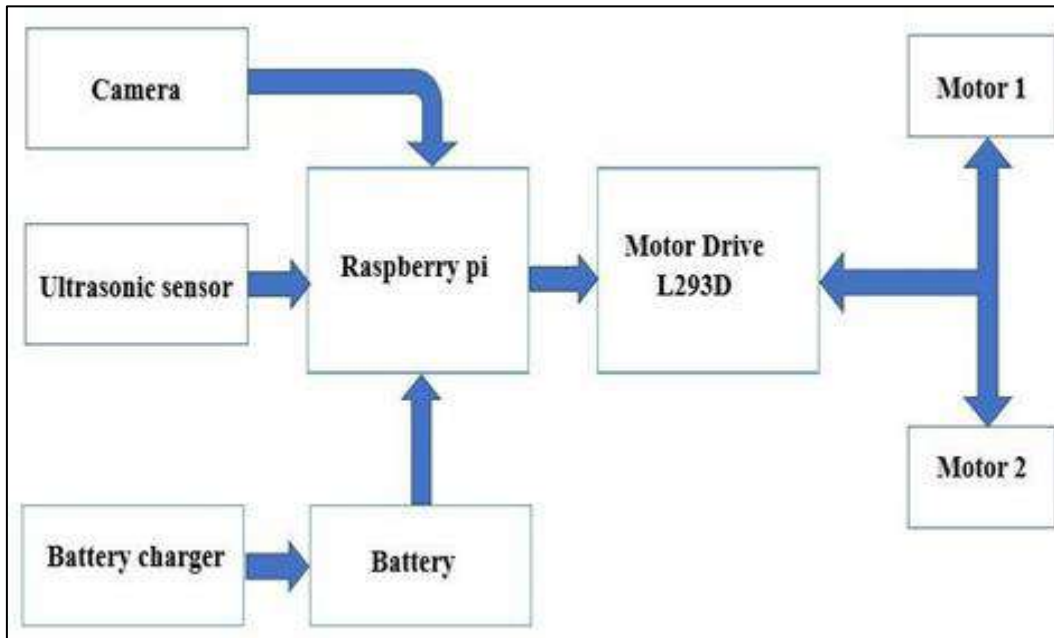 Camera
Motor 1
Ultrasonic sensor
Raspberry pi
Motor Drive
L293D
Motor 2
Battery charger
Battery